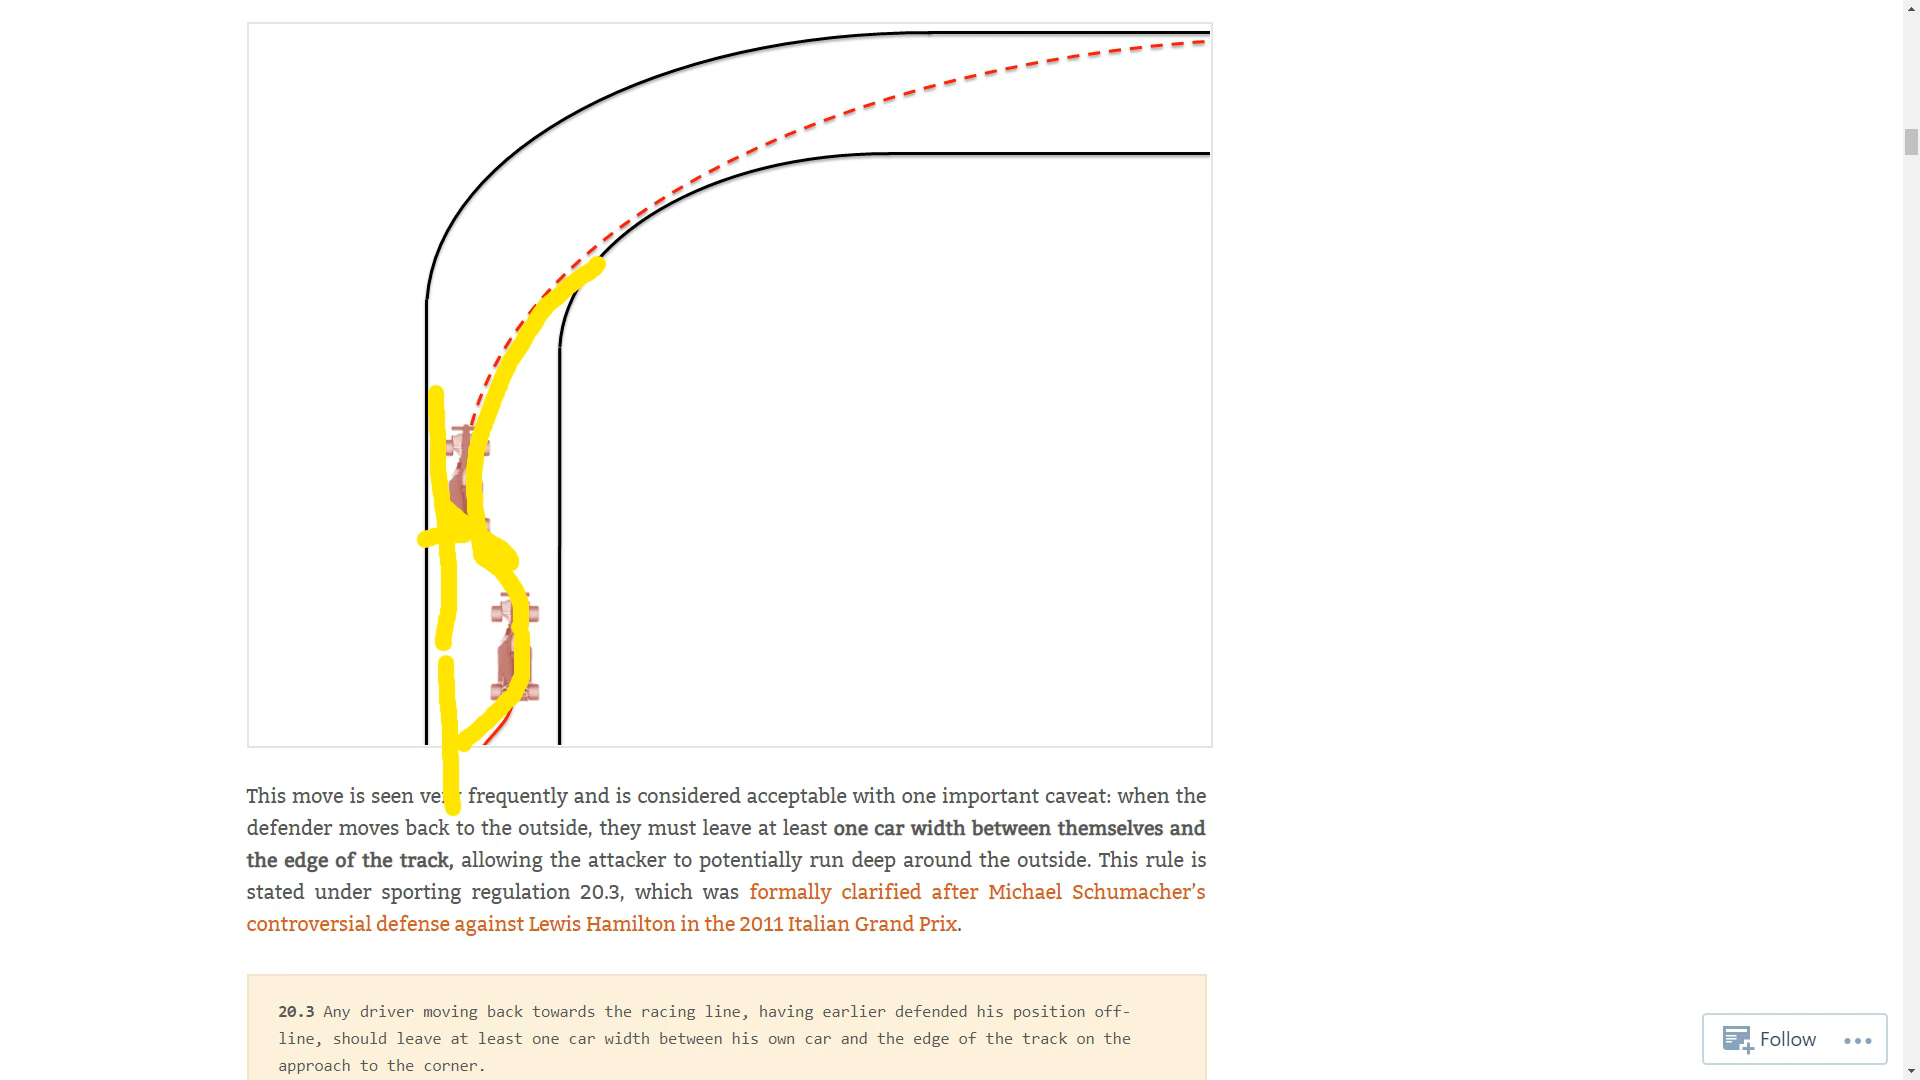 This move is seen very frequently and is considered acceptable with one important caveat: when the
defender moves back to the outside, they must leave at least one car width between themselves and
the edge of the track, allowing the attacker to potentially run deep around the outside. This rule is
stated under sporting regulation 20.3, which was formally clarified after Michael Schumacher’s
controversial defense against Lewis Hamilton in the 2011 Italian Grand Prix.
20.3 Any driver moving back towards the racing line, having earlier defended his position off-
line, should leave at least one car width between his own car and the edge of the track on the
approach to the corner.
Follow